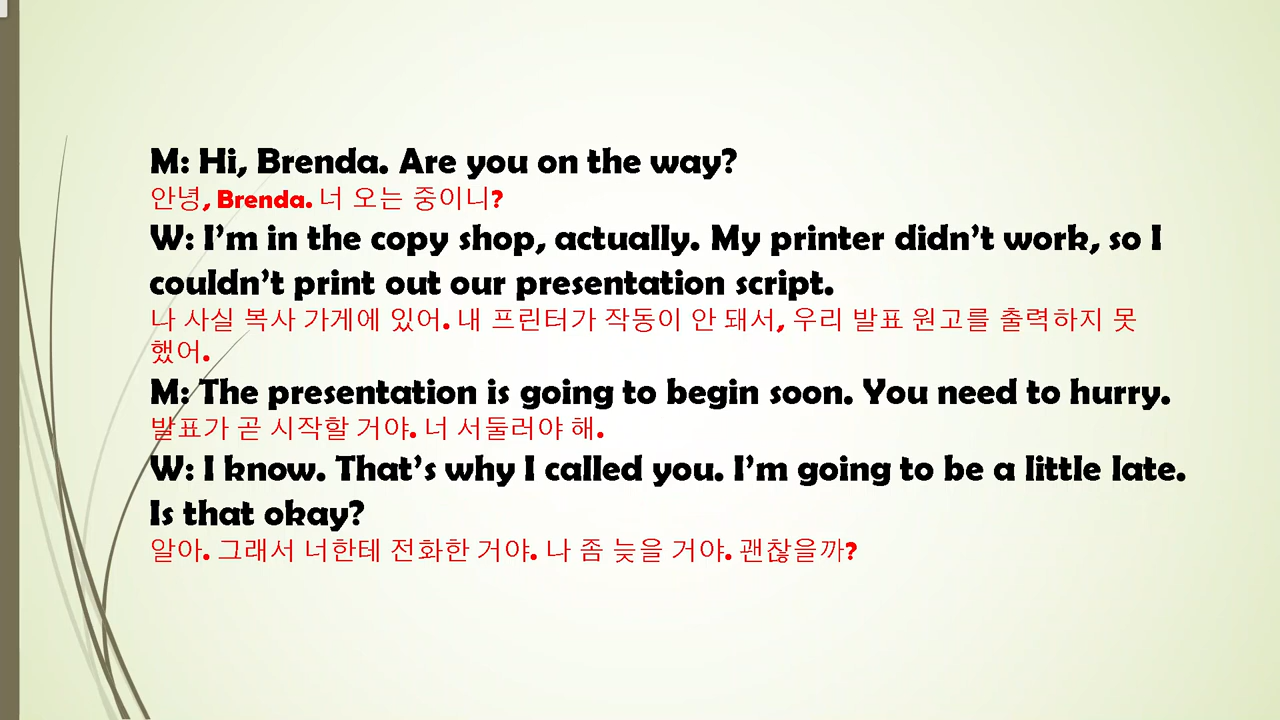 M: Hi, Brenda. Are you on the way?
안녕, Brenda. 너 오는 중이니?
W: I’m in the copy shop, actually. My printer didn’t work, so I
couldn’t print out our presentation script.
나 사실 복사 가게에 있어. 내 프린터가 작동이 안 돼서, 우리 발표 원고를 출력하지 못
했어.
M: The presentation is going to begin soon. You need to hurry.
발표가 곧 시작할 거야. 너 서둘러야 해.
W: I know. That’s why I called you. I’m going to be a little late.
Is that okay?
알아. 그래서 너한테 전화한 거야. 나 좀 늦을 거야. 괜찮을까?